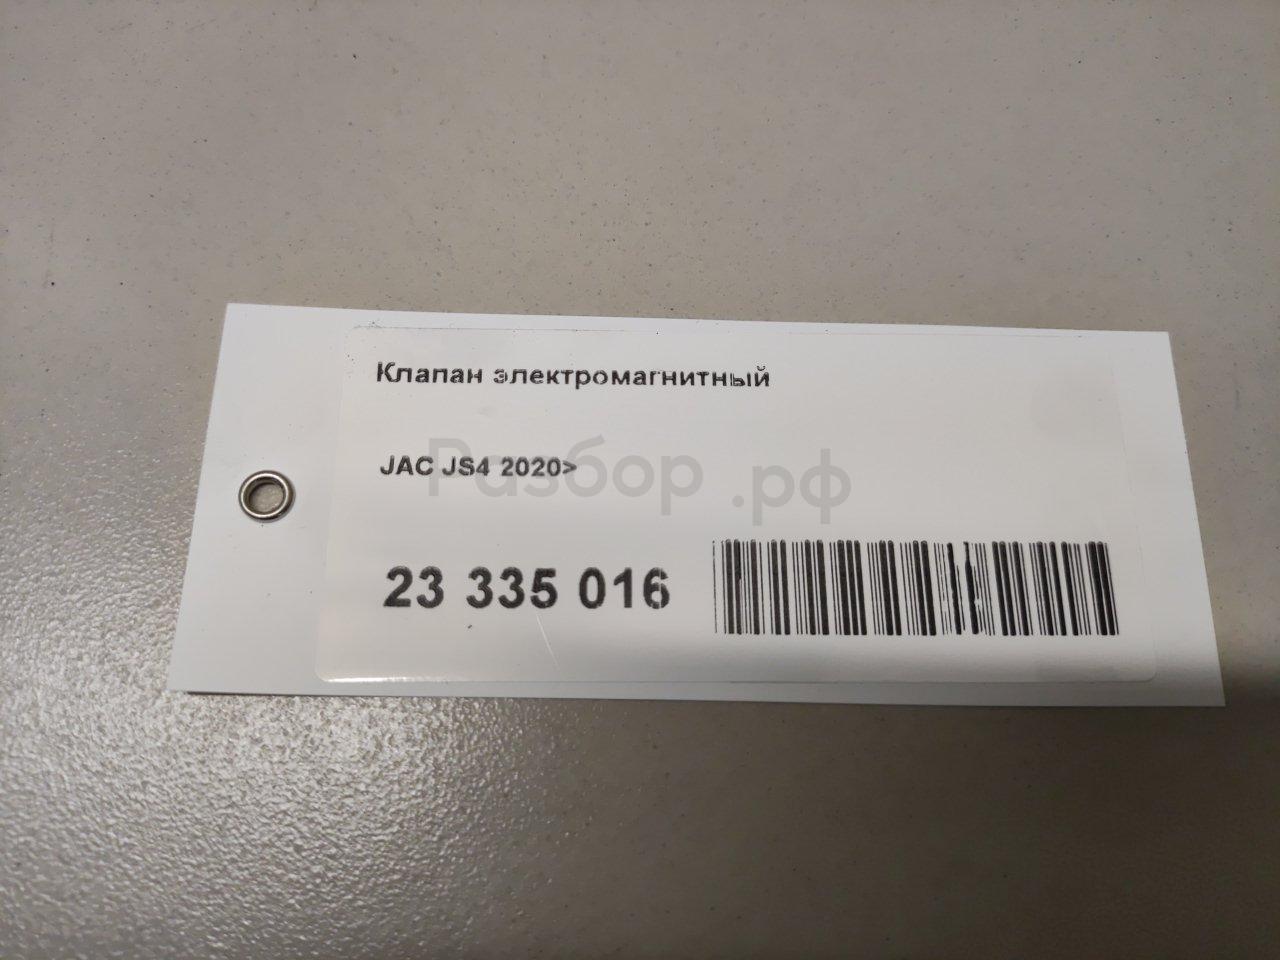 Клапан электромагнитный
JAC JS4 2020>
Разбор.рф
23 335 016